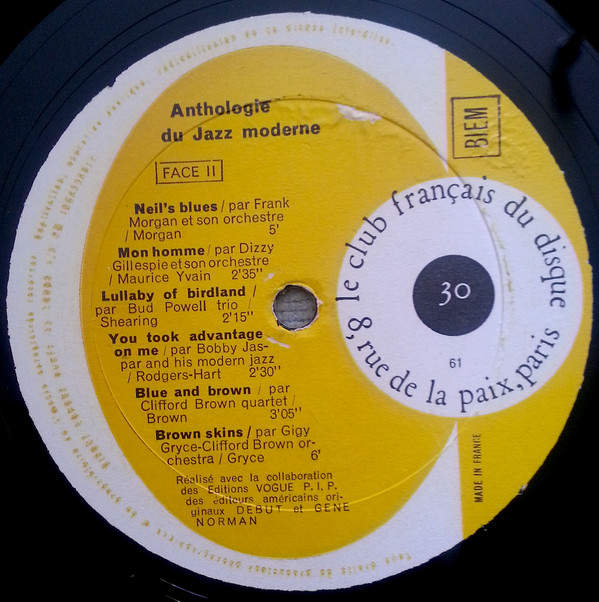 Anthologie
du Jazz moderne
FACE II
Neil's blues / par Frank
Morgan et son orchestre
/ Morgan 5'
Mon homme / par Dizzy
Gillespie et son orchestre
/ Maurice Yvain 2'35''
Lullaby of birdland /
par Bud Powell trio /
Shearing 2'15''
You took advantage
on me / par Bobby Jas-
par and his modern jazz
/ Rodgers-Hart 2'30''
Blue and brown / par
Clifford Brown quartet /
Brown 3'05''
Brown skins / par Gigy
Gryce-Clifford Brown or-
chestra / Gryce 6'
Réalisé avec la collaboration
des Editions VOGUE P.I.P.
des éditeurs américains ori-
ginaux DEBUT et GENE
NORMAN
BIEM
le club français du disque
8, rue de la paix, paris
30
61
MADE IN FRANCE